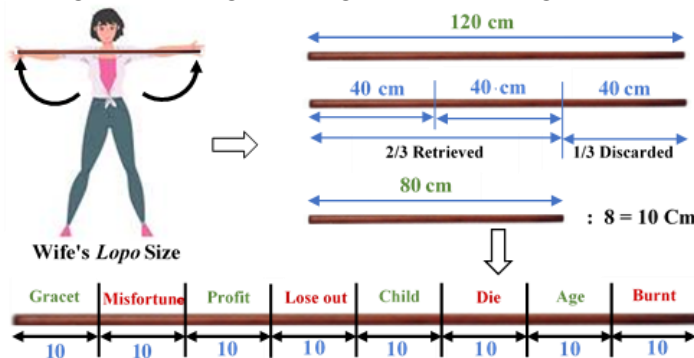 120 cm
40 cm 40 cm 40 cm
2/3 Retrieved 1/3 Discarded
80 cm
: 8 = 10 Cm
Wife's Lopo Size
Gracet Misfortune Profit Lose out Child Die Age Burnt
10 10 10 10 10 10 10 10